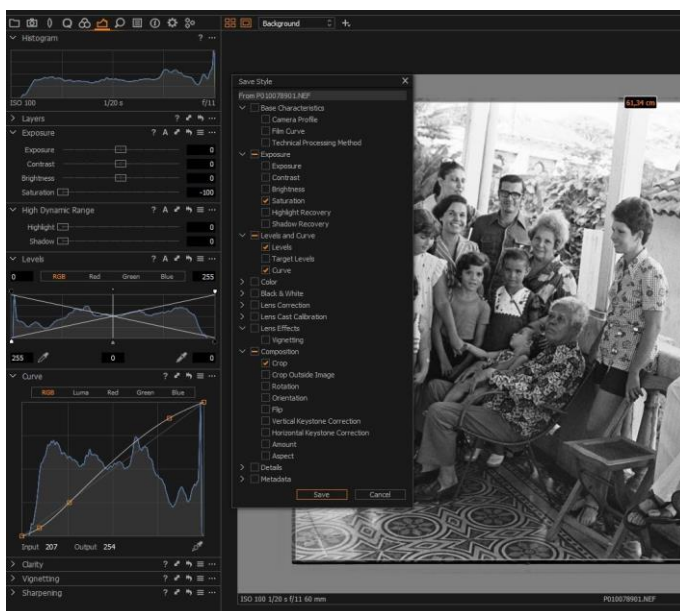 Background
Histogram ? ...
ISO 100 1/20 s f/11
Layers ? ...
Exposure ? A ...
Exposure 0
Contrast 0
Brightness 0
Saturation -100
High Dynamic Range ? A ...
Highlight 0
Shadow 0
Levels ? A ...
0 RGB Red Green Blue 255
255 0 0
Curve ? ...
RGB Luma Red Green Blue
Input 207 Output 254
Clarity ? ...
Vignetting ? ...
Sharpening ? ...
Save Style
From P010078901.NEF
Base Characteristics
Camera Profile
Film Curve
Technical Processing Method
Exposure
Exposure
Contrast
Brightness
Saturation
Highlight Recovery
Shadow Recovery
Levels and Curve
Levels
Target Levels
Curve
Color
Black & White
Lens Correction
Lens Cast Calibration
Lens Effects
Vignetting
Composition
Crop
Crop Outside Image
Rotation
Orientation
Flip
Vertical Keystone Correction
Horizontal Keystone Correction
Amount
Aspect
Details
Metadata
Save Cancel
61,34 cm
ISO 100 1/20 s f/11 60 mm P010078901.NEF